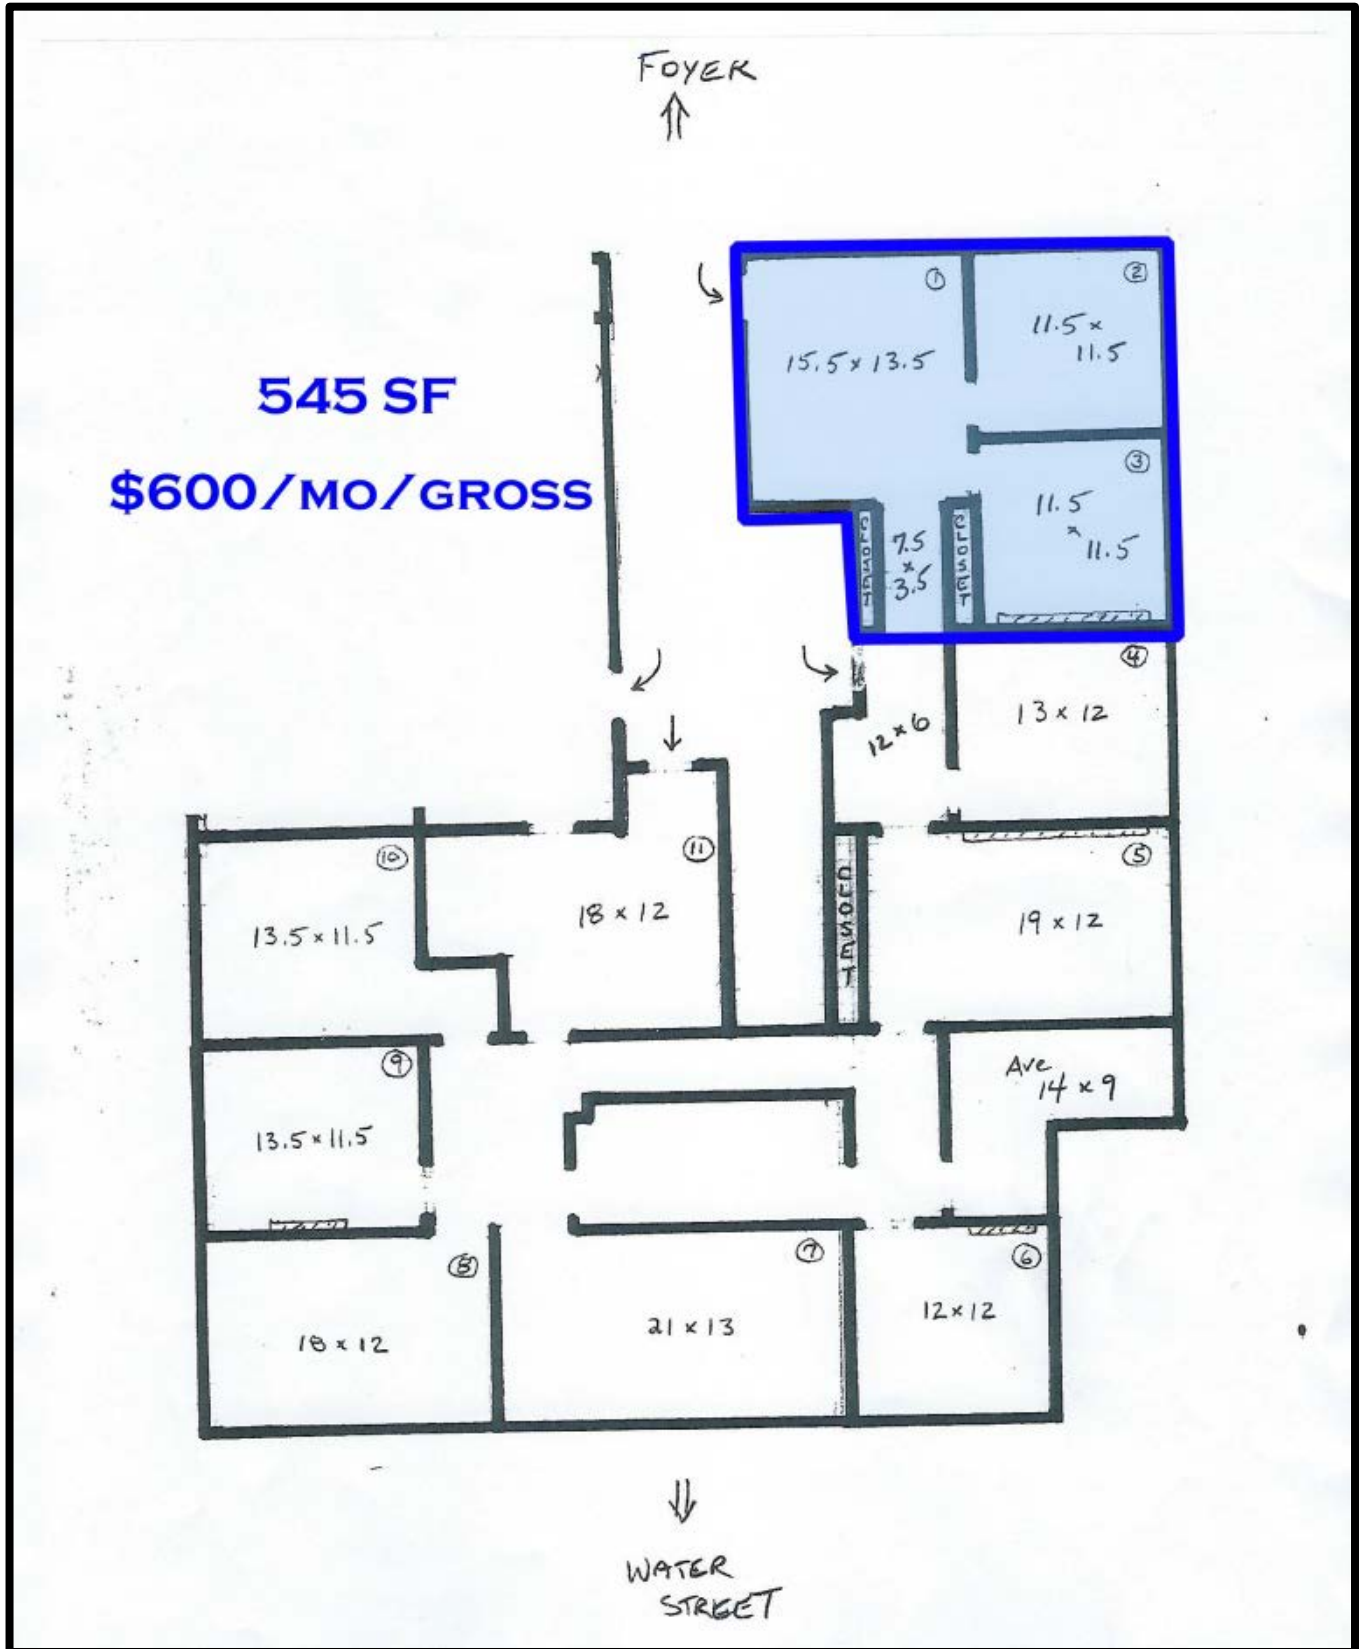 FOYER
545 SF
$600/MO/GROSS
①
15.5 x 13.5
②
11.5 x
11.5
③
11.5
x
11.5
CLOSET
7.5
x
3.5
CLOSET
④
13 x 12
12 x 6
⑤
19 x 12
CLOSET
⑩
13.5 x 11.5
⑪
18 x 12
⑨
13.5 x 11.5
Ave
14 x 9
⑧
18 x 12
⑦
21 x 13
⑥
12 x 12
WATER
STREET